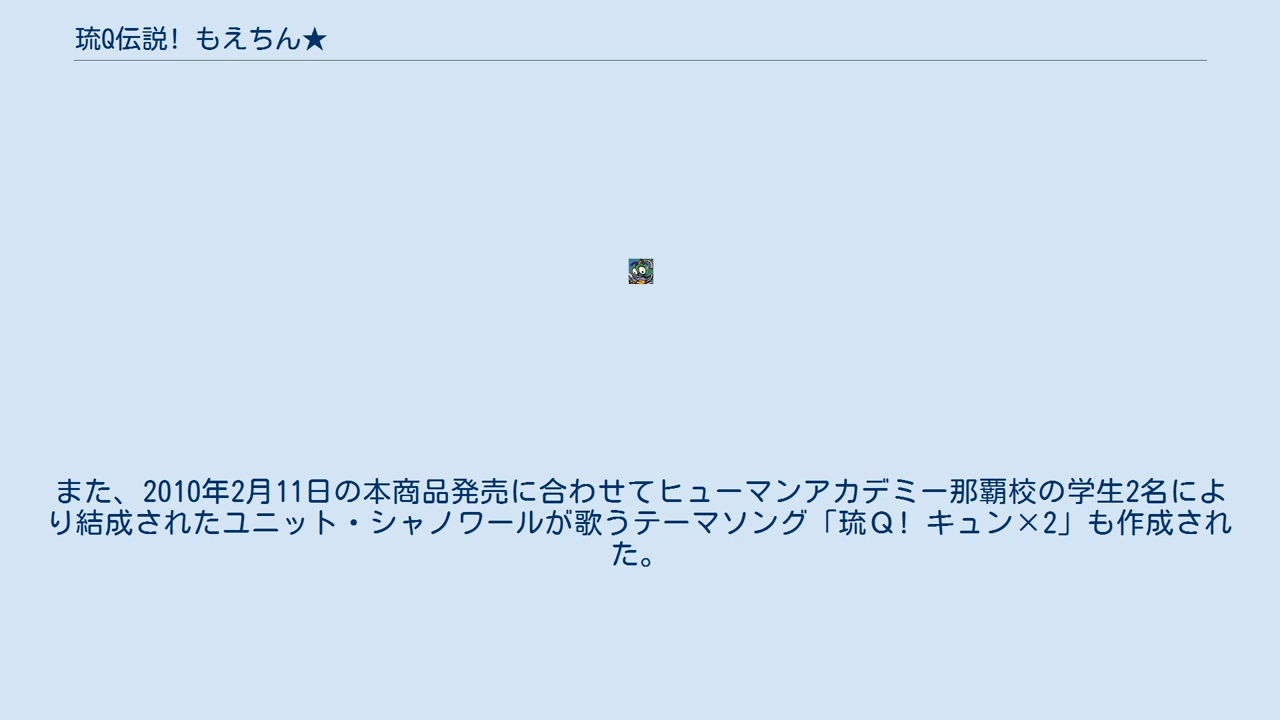 琉Q伝説! もえちん★
また、2010年2月11日の本商品発売に合わせてヒューマンアカデミー那覇校の学生2名によ
り結成されたユニット・シャノワールが歌うテーマソング「琉Ｑ! キュン×2」も作成され
た。